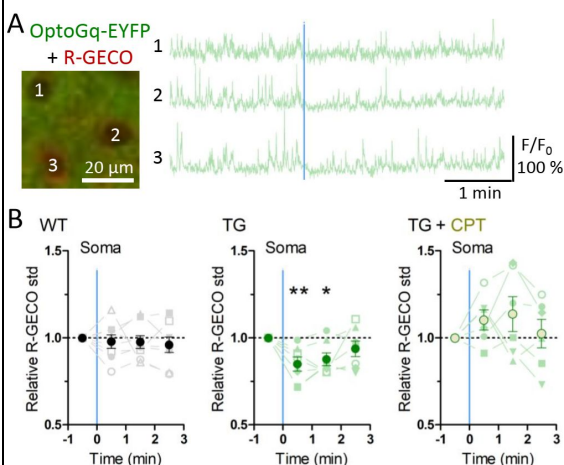 A OptoGq-EYFP
+ R-GECO
1
2
3
20 µm
1
2
3
F/F0
100 %
1 min
B WT TG TG + CPT
Soma Soma Soma
** *
Relative R-GECO std
1.5
1.0
0.5
-1 0 1 2 3
Time (min)
Relative R-GECO std
1.5
1.0
0.5
-1 0 1 2 3
Time (min)
Relative R-GECO std
1.5
1.0
0.5
-1 0 1 2 3
Time (min)